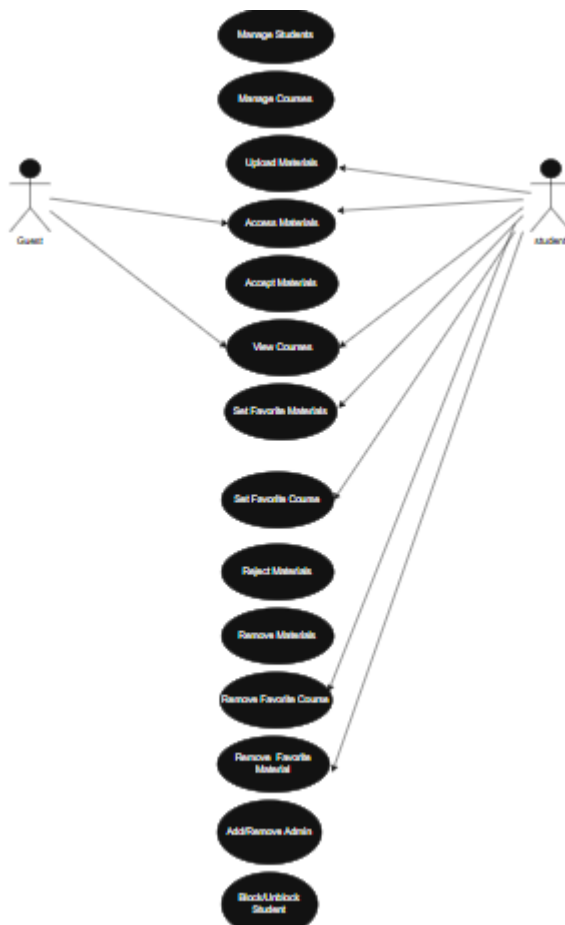 Manage Students
Manage Courses
Upload Materials
Guest
Access Materials
student
Accept Materials
View Courses
Set Favorite Materials
Set Favorite Course
Reject Materials
Remove Materials
Remove Favorite Course
Remove Favorite
Material
Add/Remove Admin
Block/Unblock
Student